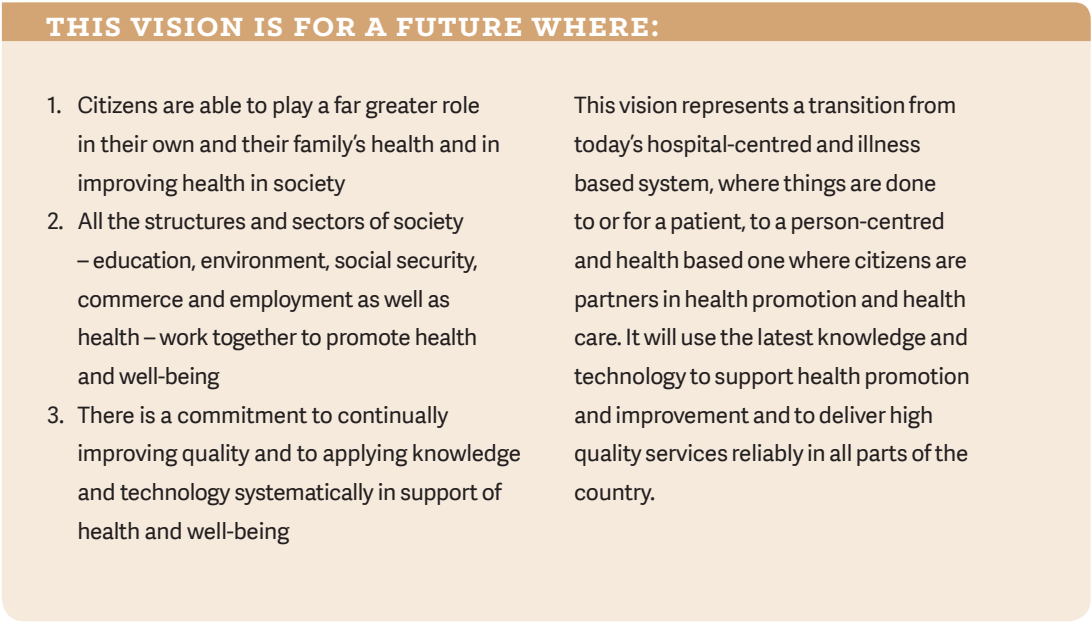 THIS VISION IS FOR A FUTURE WHERE:
1. Citizens are able to play a far greater role
in their own and their family's health and in
improving health in society
2. All the structures and sectors of society
– education, environment, social security,
commerce and employment as well as
health – work together to promote health
and well-being
3. There is a commitment to continually
improving quality and to applying knowledge
and technology systematically in support of
health and well-being
This vision represents a transition from
today's hospital-centred and illness
based system, where things are done
to or for a patient, to a person-centred
and health based one where citizens are
partners in health promotion and health
care. It will use the latest knowledge and
technology to support health promotion
and improvement and to deliver high
quality services reliably in all parts of the
country.